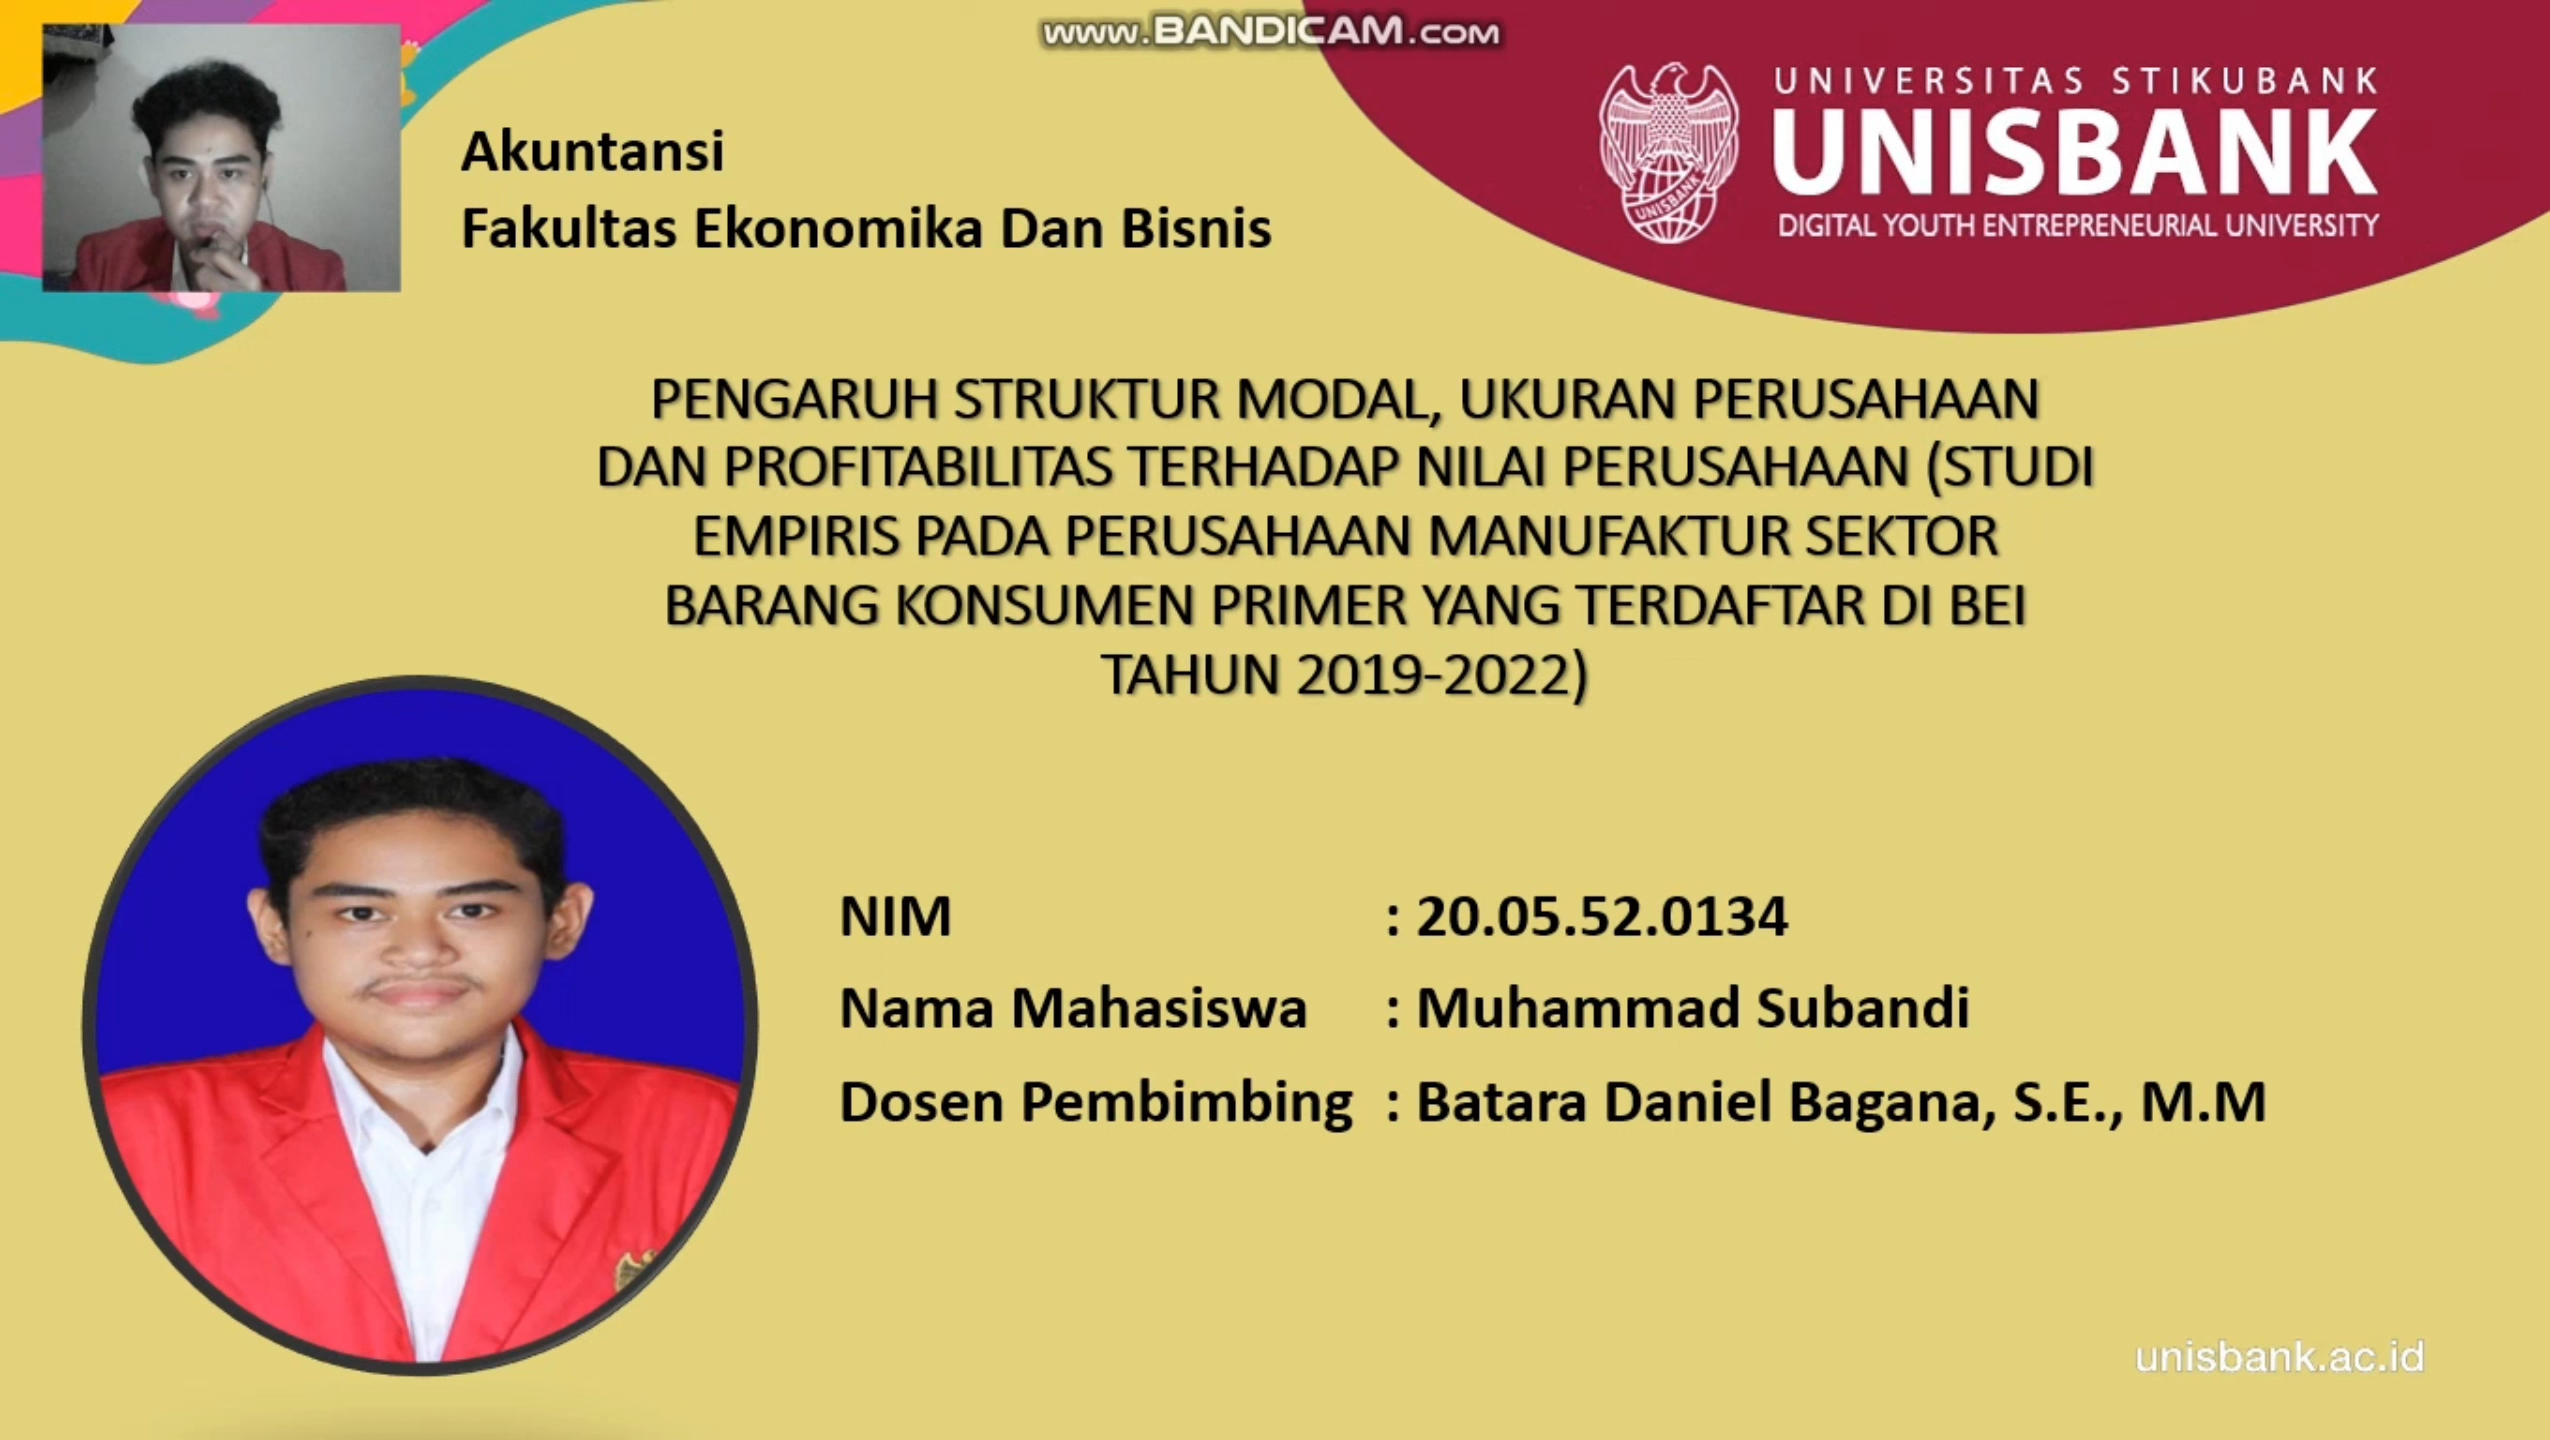 www.BANDICAM.com
UNIVERSITAS STIKUBANK
UNISBANK
DIGITAL YOUTH ENTREPRENEURIAL UNIVERSITY
UNISBANK
Akuntansi
Fakultas Ekonomika Dan Bisnis
PENGARUH STRUKTUR MODAL, UKURAN PERUSAHAAN
DAN PROFITABILITAS TERHADAP NILAI PERUSAHAAN (STUDI
EMPIRIS PADA PERUSAHAAN MANUFAKTUR SEKTOR
BARANG KONSUMEN PRIMER YANG TERDAFTAR DI BEI
TAHUN 2019-2022)
NIM : 20.05.52.0134
Nama Mahasiswa : Muhammad Subandi
Dosen Pembimbing : Batara Daniel Bagana, S.E., M.M
unisbank.ac.id